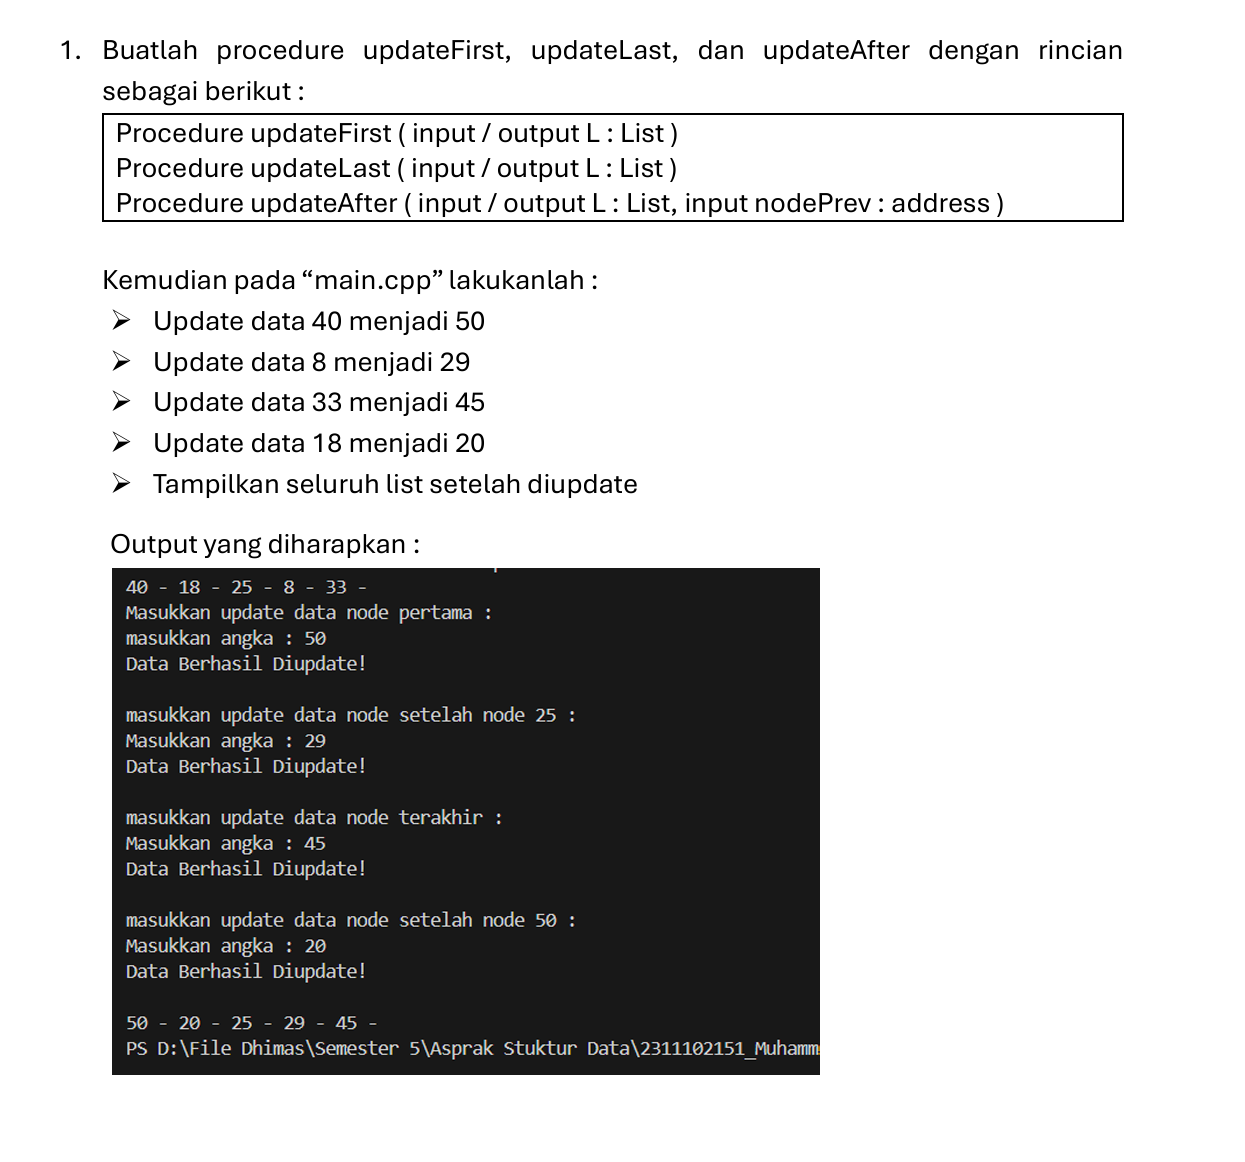 1. Buatlah procedure updateFirst, updateLast, dan updateAfter dengan rincian
sebagai berikut :
Procedure updateFirst ( input / output L : List )
Procedure updateLast ( input / output L : List )
Procedure updateAfter ( input / output L : List, input nodePrev : address )
Kemudian pada “main.cpp” lakukanlah :
➢ Update data 40 menjadi 50
➢ Update data 8 menjadi 29
➢ Update data 33 menjadi 45
➢ Update data 18 menjadi 20
➢ Tampilkan seluruh list setelah diupdate
Output yang diharapkan :
40 - 18 - 25 - 8 - 33 -
Masukkan update data node pertama :
masukkan angka : 50
Data Berhasil Diupdate!
masukkan update data node setelah node 25 :
Masukkan angka : 29
Data Berhasil Diupdate!
masukkan update data node terakhir :
Masukkan angka : 45
Data Berhasil Diupdate!
masukkan update data node setelah node 50 :
Masukkan angka : 20
Data Berhasil Diupdate!
50 - 20 - 25 - 29 - 45 -
PS D:\File Dhimas\Semester 5\Asprak Stuktur Data\2311102151_Muhamm